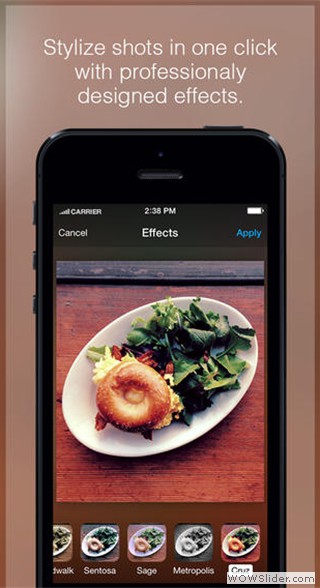 Stylize shots in one click
with professionaly
designed effects.
CARRIER 2:38 PM
Cancel Effects Apply
dwalk Sentosa Sage Metropolis Cruz
www.WOWSlider.com